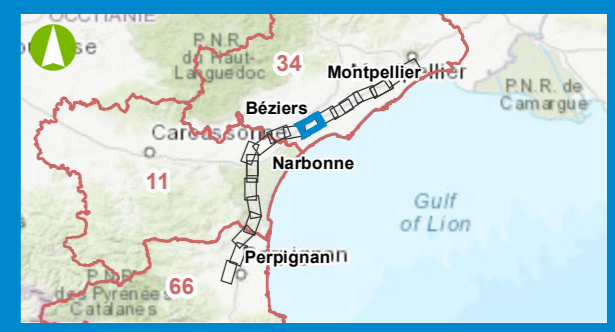 OCCITANIE
P.N.R.
du Haut-
Languedoc
34
Montpellier
P.N.R. de
Camargue
Béziers
Carcassonne
Narbonne
11
Gulf
of Lion
Perpignan
P.N.R.
des Pyrénées
Catalanes
66